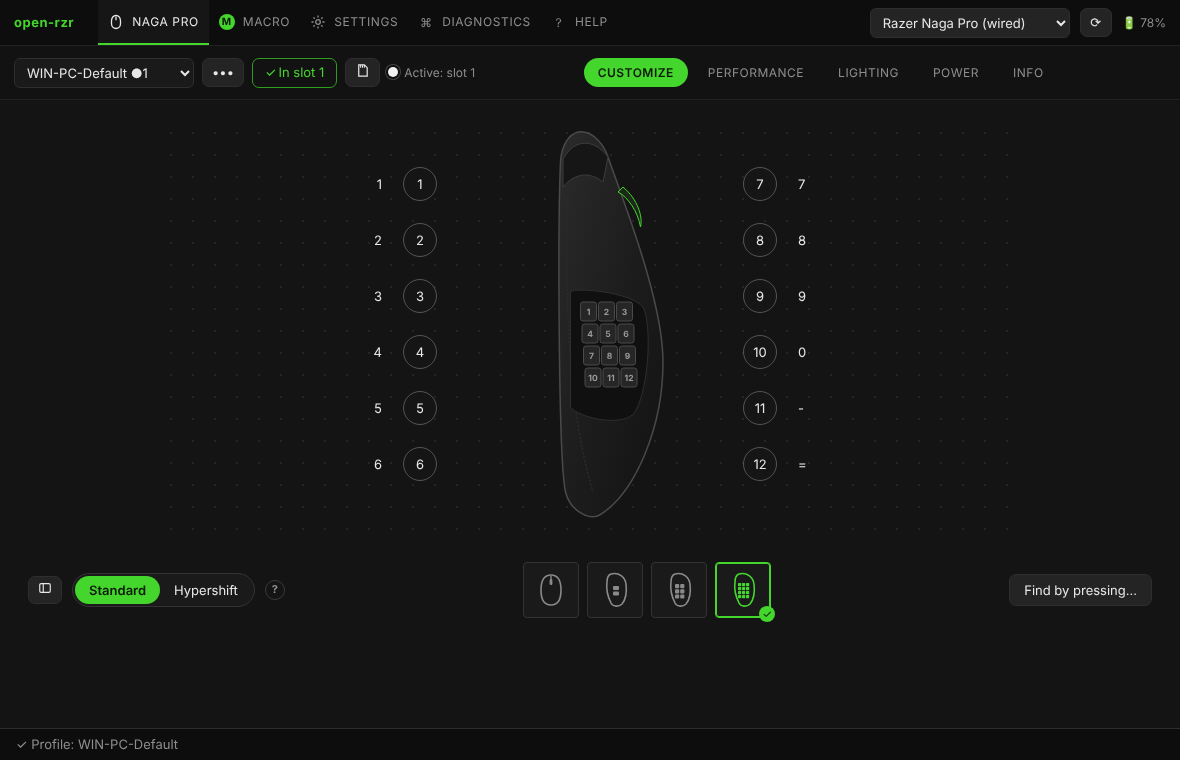 open-rzr NAGA PRO M MACRO SETTINGS ⌘ DIAGNOSTICS ? HELP Razer Naga Pro (wired) ⟳ 78%
WIN-PC-Default ●1 ••• ✓ In slot 1 Active: slot 1 CUSTOMIZE PERFORMANCE LIGHTING POWER INFO
1 1 7 7
2 2 8 8
3 3 9 9
1 2 3
4 5 6
4 4 7 8 9 10 0
10 11 12
5 5 11 -
6 6 12 =
Standard Hypershift ? Find by pressing...
✓ Profile: WIN-PC-Default